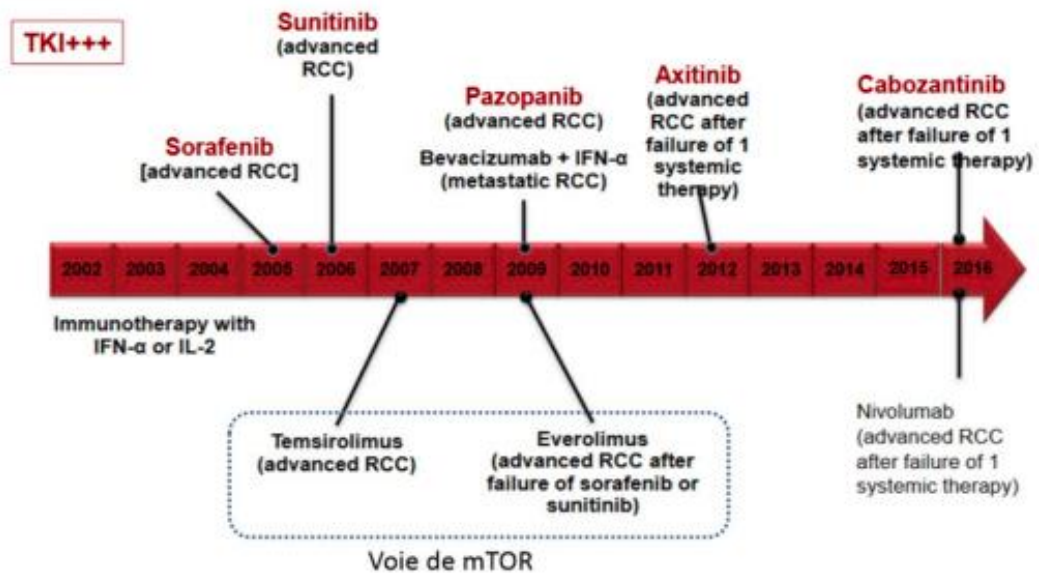 TKI+++
Sunitinib
(advanced
RCC)
Sorafenib
[advanced RCC]
Pazopanib
(advanced RCC)
Bevacizumab + IFN-α
(metastatic RCC)
Axitinib
(advanced
RCC after
failure of 1
systemic
therapy)
Cabozantinib
(advanced RCC
after failure of 1
systemic therapy)
2002 2003 2004 2005 2006 2007 2008 2009 2010 2011 2012 2013 2014 2015 2016
Immunotherapy with
IFN-α or IL-2
Temsirolimus
(advanced RCC)
Everolimus
(advanced RCC after
failure of sorafenib or
sunitinib)
Nivolumab
(advanced RCC
after failure of 1
systemic therapy)
Voie de mTOR